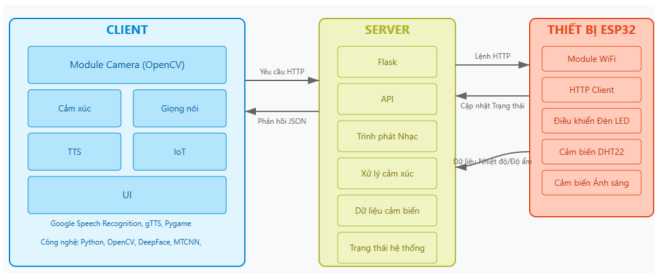 CLIENT
Module Camera (OpenCV)
Cảm xúc
Giọng nói
TTS
IoT
UI
Google Speech Recognition, gTTS, Pygame
Công nghệ: Python, OpenCV, DeepFace, MTCNN,
Yêu cầu HTTP
Phản hồi JSON
SERVER
Flask
API
Trình phát Nhạc
Xử lý cảm xúc
Dữ liệu cảm biến
Trạng thái hệ thống
Lệnh HTTP
Cập nhật Trạng thái
Dữ liệu Nhiệt độ/Độ ẩm
THIẾT BỊ ESP32
Module WiFi
HTTP Client
Điều khiển Đèn LED
Cảm biến DHT22
Cảm biến Ánh sáng